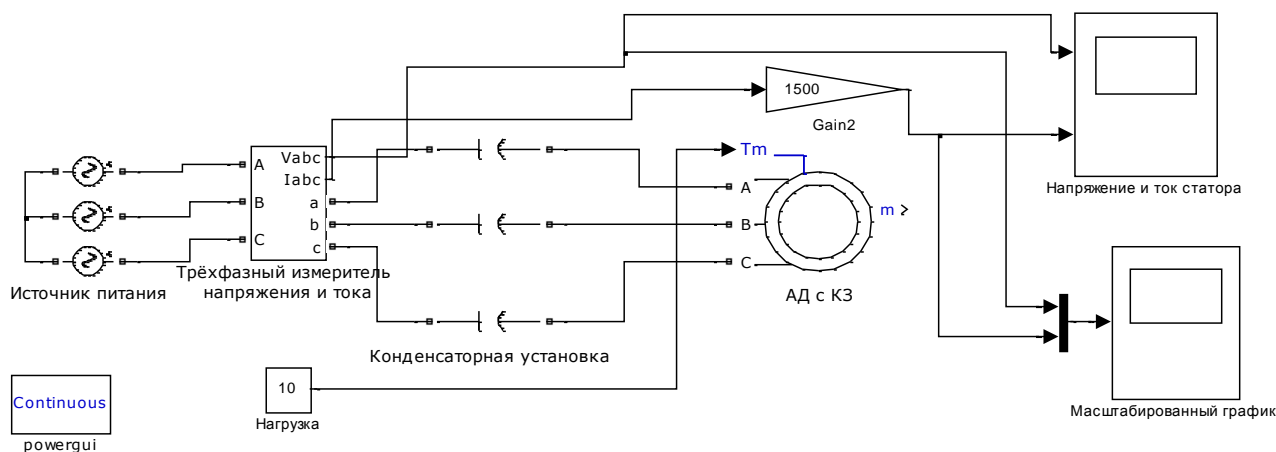 1500
Gain2
Напряжение и ток статора
A
B
C
Vabc
Iabc
a
b
c
Источник питания
Трёхфазный измеритель
напряжения и тока
Tm
A
B
C
m
АД с КЗ
Конденсаторная установка
10
Нагрузка
Масштабированный график
Continuous
powergui